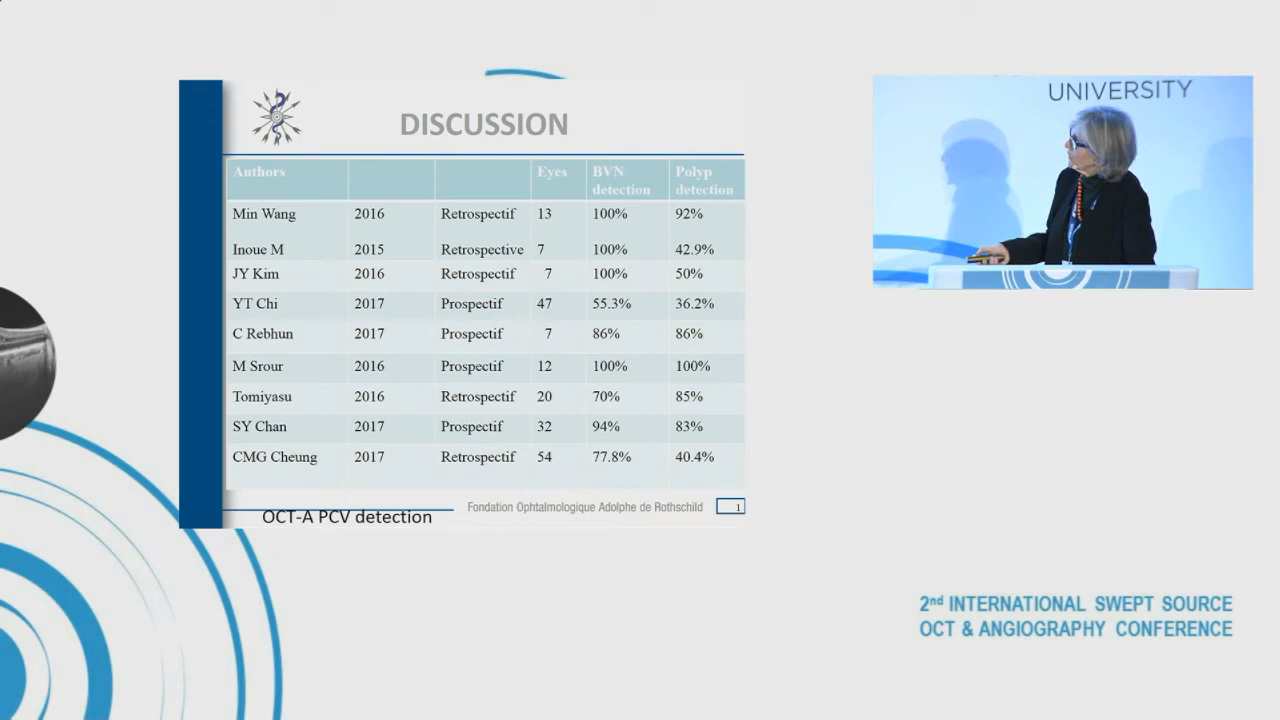 UNIVERSITY
DISCUSSION
Authors Eyes BVN detection Polyp detection
Min Wang 2016 Retrospectif 13 100% 92%
Inoue M 2015 Retrospective 7 100% 42.9%
JY Kim 2016 Retrospectif 7 100% 50%
YT Chi 2017 Prospectif 47 55.3% 36.2%
C Rebhun 2017 Prospectif 7 86% 86%
M Srour 2016 Prospectif 12 100% 100%
Tomiyasu 2016 Retrospectif 20 70% 85%
SY Chan 2017 Prospectif 32 94% 83%
CMG Cheung 2017 Retrospectif 54 77.8% 40.4%
Fondation Ophtalmologique Adolphe de Rothschild 1
OCT-A PCV detection
2nd INTERNATIONAL SWEPT SOURCE
OCT & ANGIOGRAPHY CONFERENCE